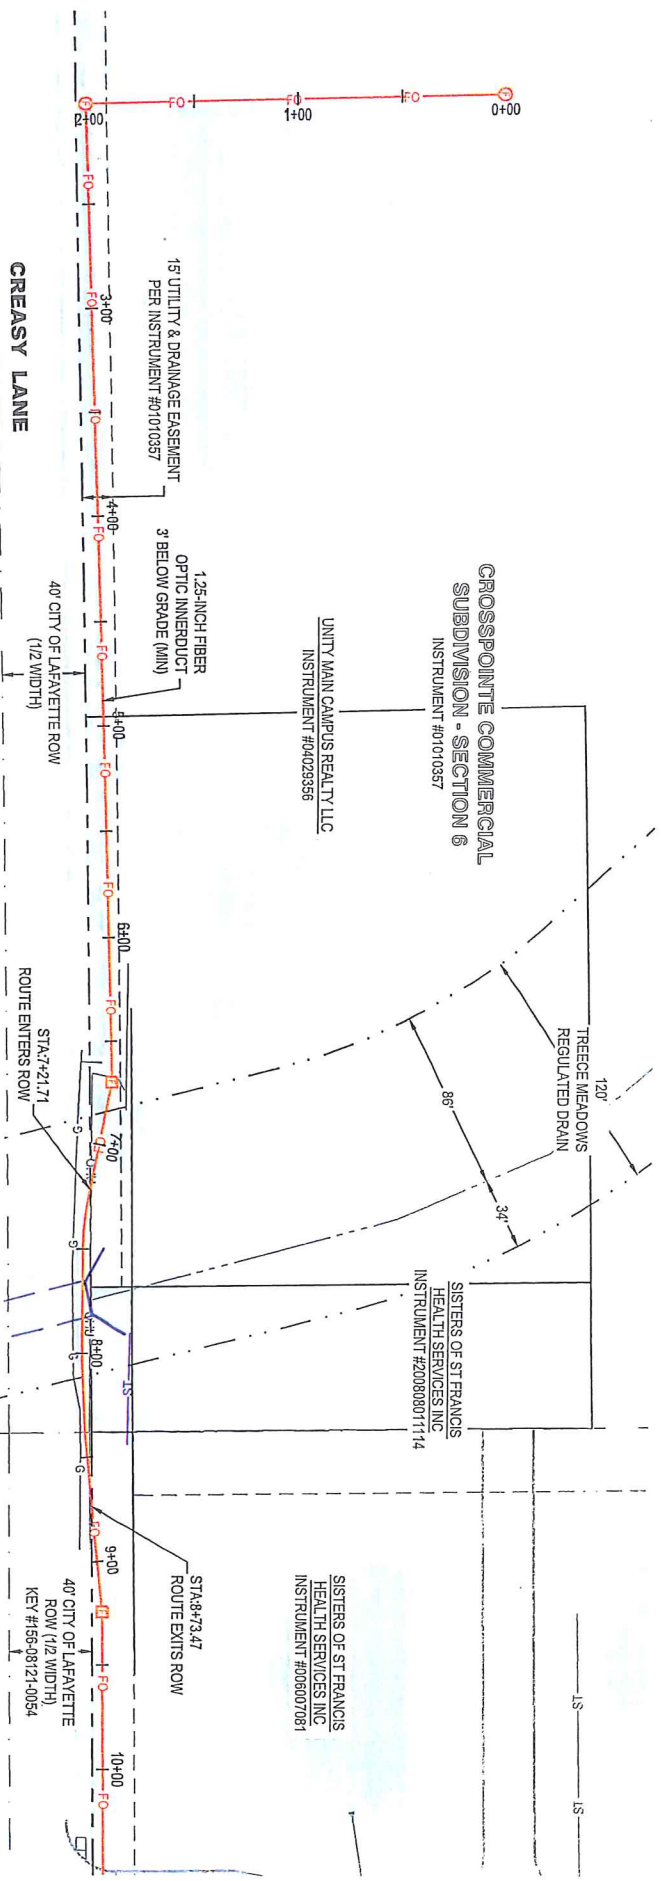 0+00
FO
1+00
FO
FO
2+00
FO
3+00
FO
FO
4+00
FO
FO
5+00
FO
FO
6+00
FO
7+00
8+00
FO
9+00
FO
10+00
FO
F
F
F
F
CREASY LANE
15' UTILITY & DRAINAGE EASEMENT
PER INSTRUMENT #01010357
1.25-INCH FIBER
OPTIC INNERDUCT
3' BELOW GRADE (MIN)
40' CITY OF LAFAYETTE ROW
(1/2 WIDTH)
CROSSPOINTE COMMERCIAL
SUBDIVISION - SECTION 6
INSTRUMENT #01010357
UNITY MAIN CAMPUS REALTY LLC
INSTRUMENT #04029356
STA:7+21.71
ROUTE ENTERS ROW
120'
TREECE MEADOWS
REGULATED DRAIN
86'
34'
G
G
G
G
ST
SISTERS OF ST FRANCIS
HEALTH SERVICES INC
INSTRUMENT #200808011114
STA:8+73.47
ROUTE EXITS ROW
SISTERS OF ST FRANCIS
HEALTH SERVICES INC
INSTRUMENT #006007081
40' CITY OF LAFAYETTE
ROW (1/2 WIDTH)
KEY #156-08121-0054
ST
ST